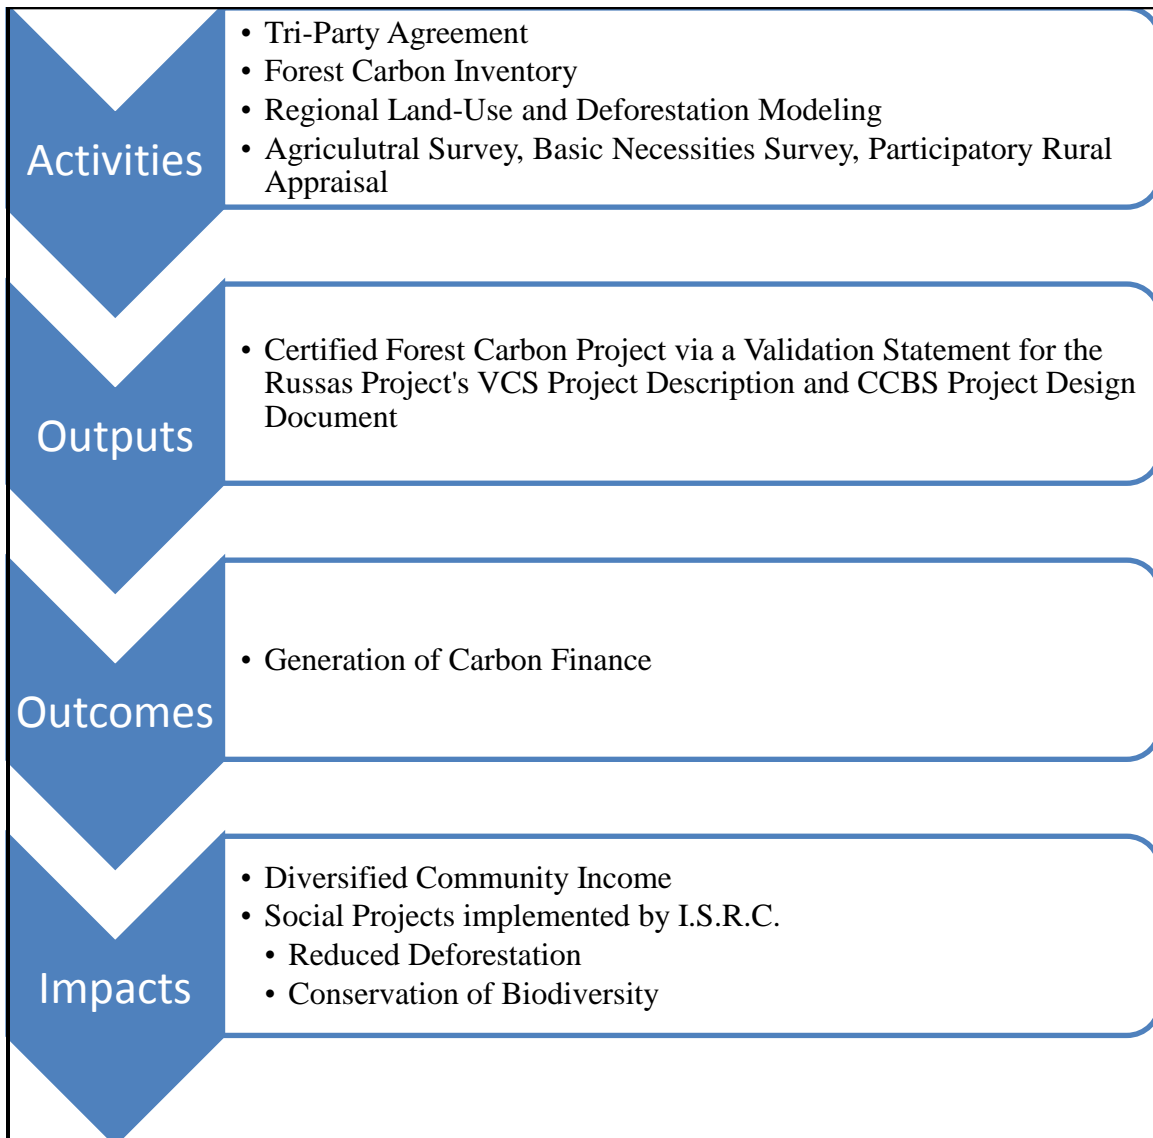 Activities
• Tri-Party Agreement
• Forest Carbon Inventory
• Regional Land-Use and Deforestation Modeling
• Agriculutral Survey, Basic Necessities Survey, Participatory Rural
Appraisal
Outputs
• Certified Forest Carbon Project via a Validation Statement for the
Russas Project's VCS Project Description and CCBS Project Design
Document
Outcomes
• Generation of Carbon Finance
Impacts
• Diversified Community Income
• Social Projects implemented by I.S.R.C.
• Reduced Deforestation
• Conservation of Biodiversity